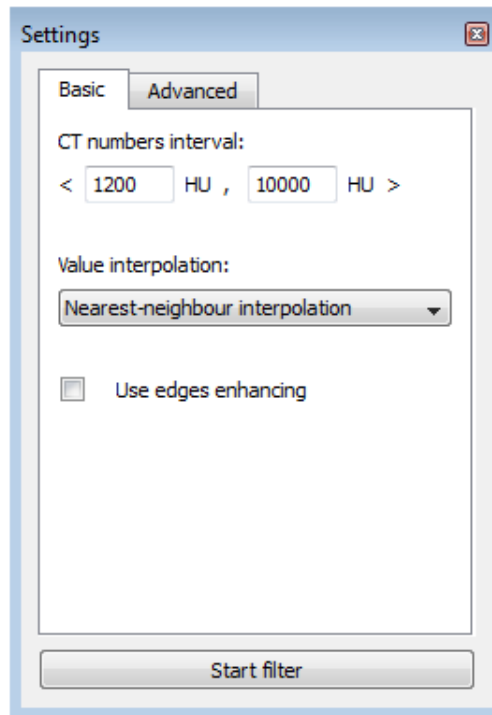 Settings
Basic Advanced
CT numbers interval:
< 1200 HU , 10000 HU >
Value interpolation:
Nearest-neighbour interpolation
Use edges enhancing
Start filter